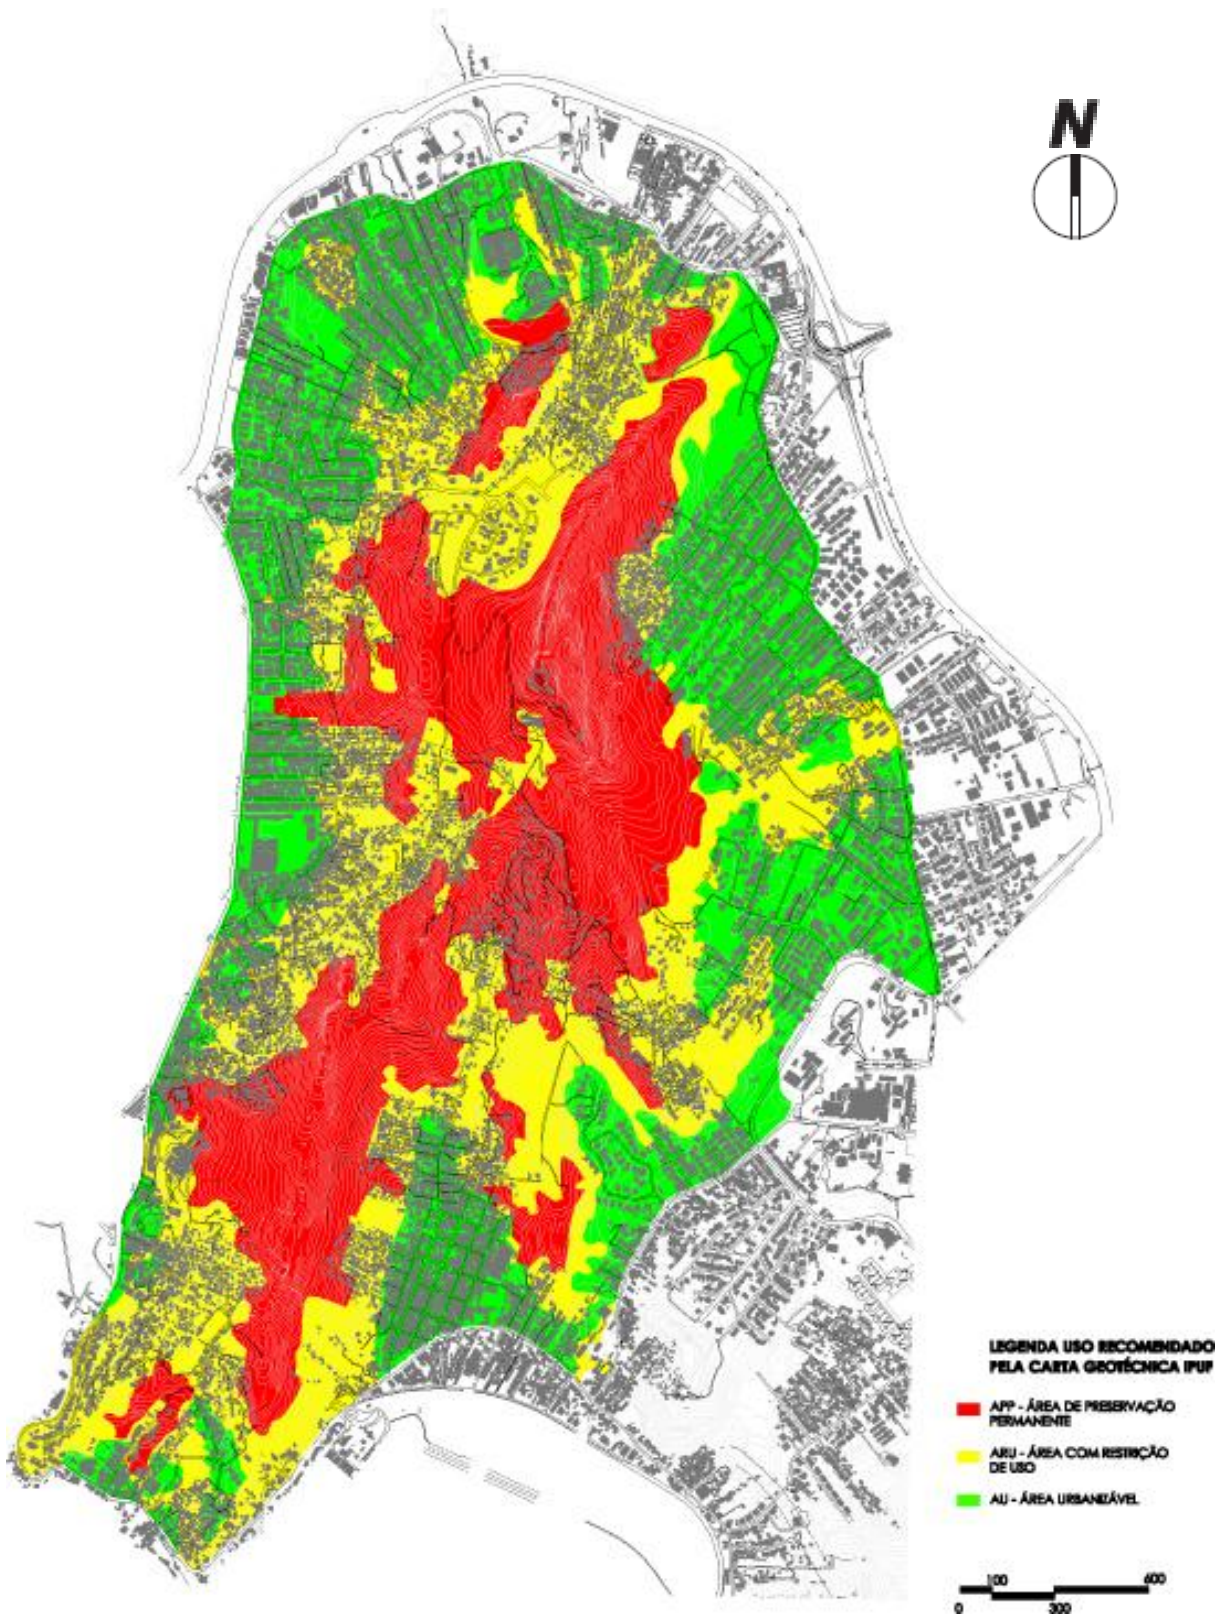 N
LEGENDA USO RECOMENDADO
PELA CARTA GEOTÉCNICA IPUF
APP - ÁREA DE PRESERVAÇÃO
PERMANENTE
ARU - ÁREA COM RESTRIÇÃO
DE USO
AU - ÁREA URBANIZÁVEL
100 600
0 300